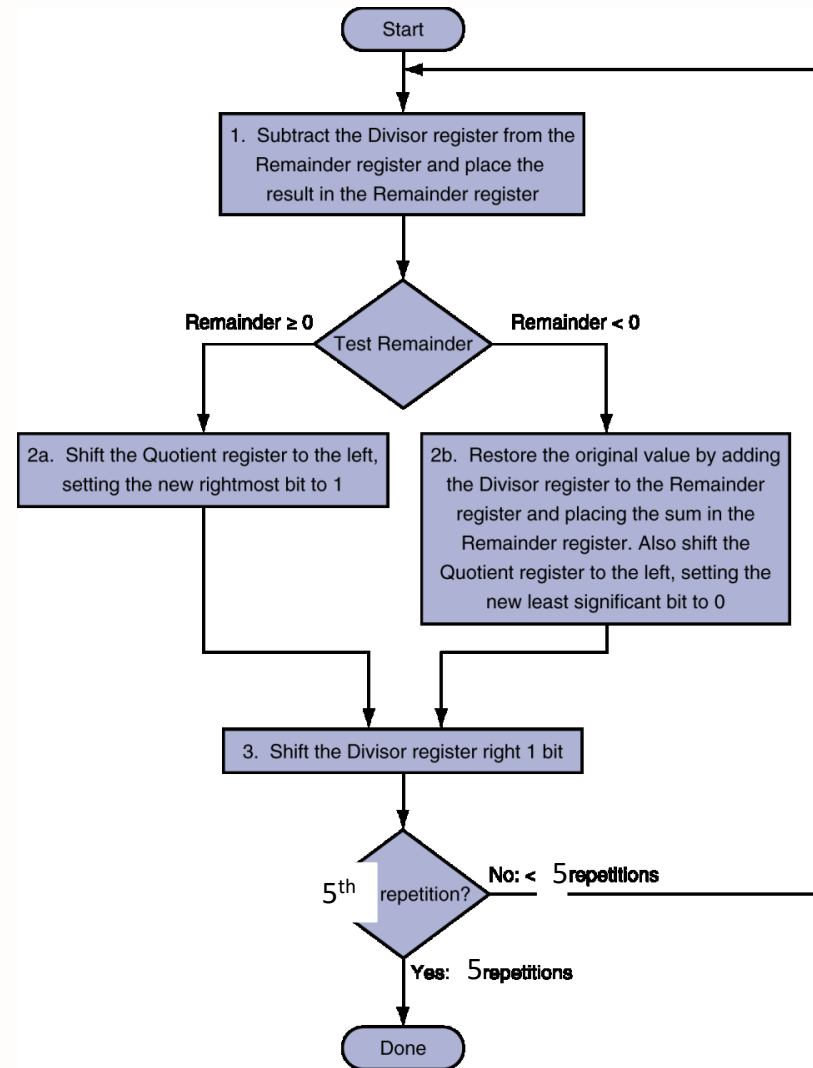 Start
1. Subtract the Divisor register from the
Remainder register and place the
result in the Remainder register
Remainder ≥ 0
Remainder < 0
Test Remainder
2a. Shift the Quotient register to the left,
setting the new rightmost bit to 1
2b. Restore the original value by adding
the Divisor register to the Remainder
register and placing the sum in the
Remainder register. Also shift the
Quotient register to the left, setting the
new least significant bit to 0
3. Shift the Divisor register right 1 bit
5th repetition?
No: < 5 repetitions
Yes: 5 repetitions
Done